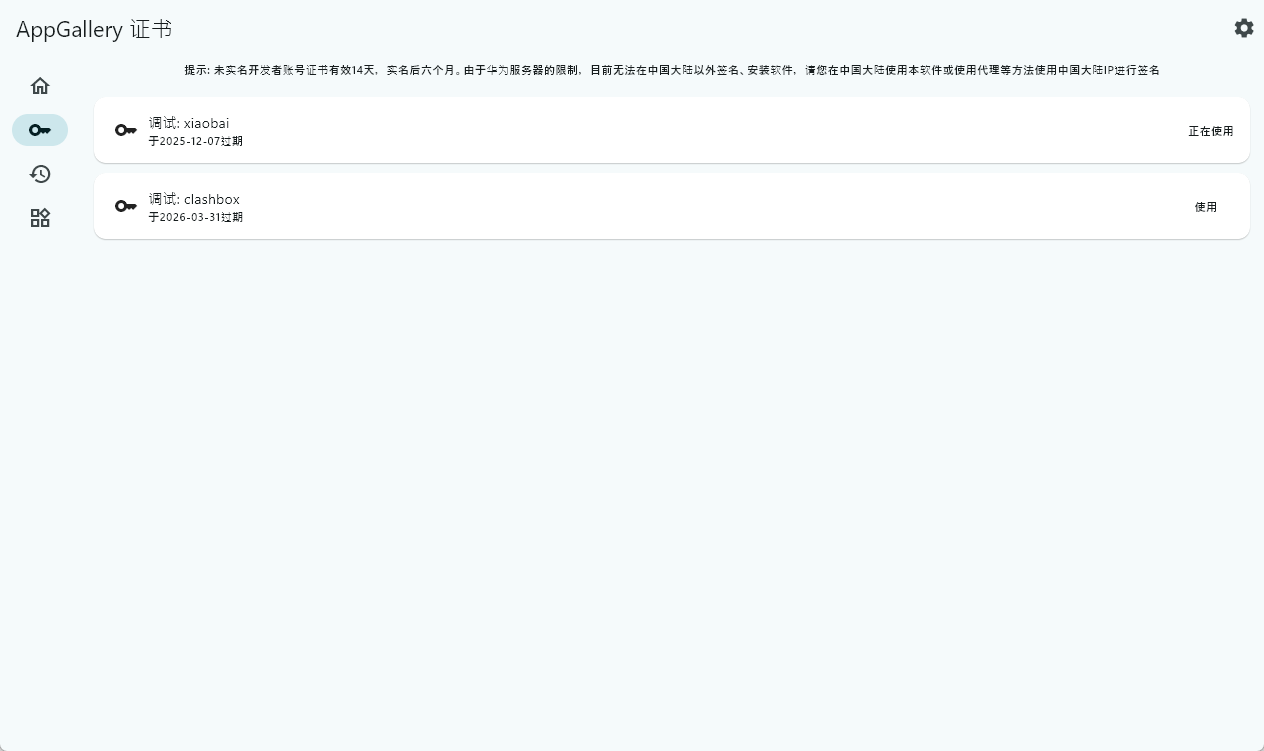 AppGallery 证书
提示: 未实名开发者账号证书有效14天，实名后六个月。由于华为服务器的限制，目前无法在中国大陆以外签名、安装软件，请您在中国大陆使用本软件或使用代理等方法使用中国大陆IP进行签名
调试: xiaobai
于2025-12-07过期
正在使用
调试: clashbox
于2026-03-31过期
使用